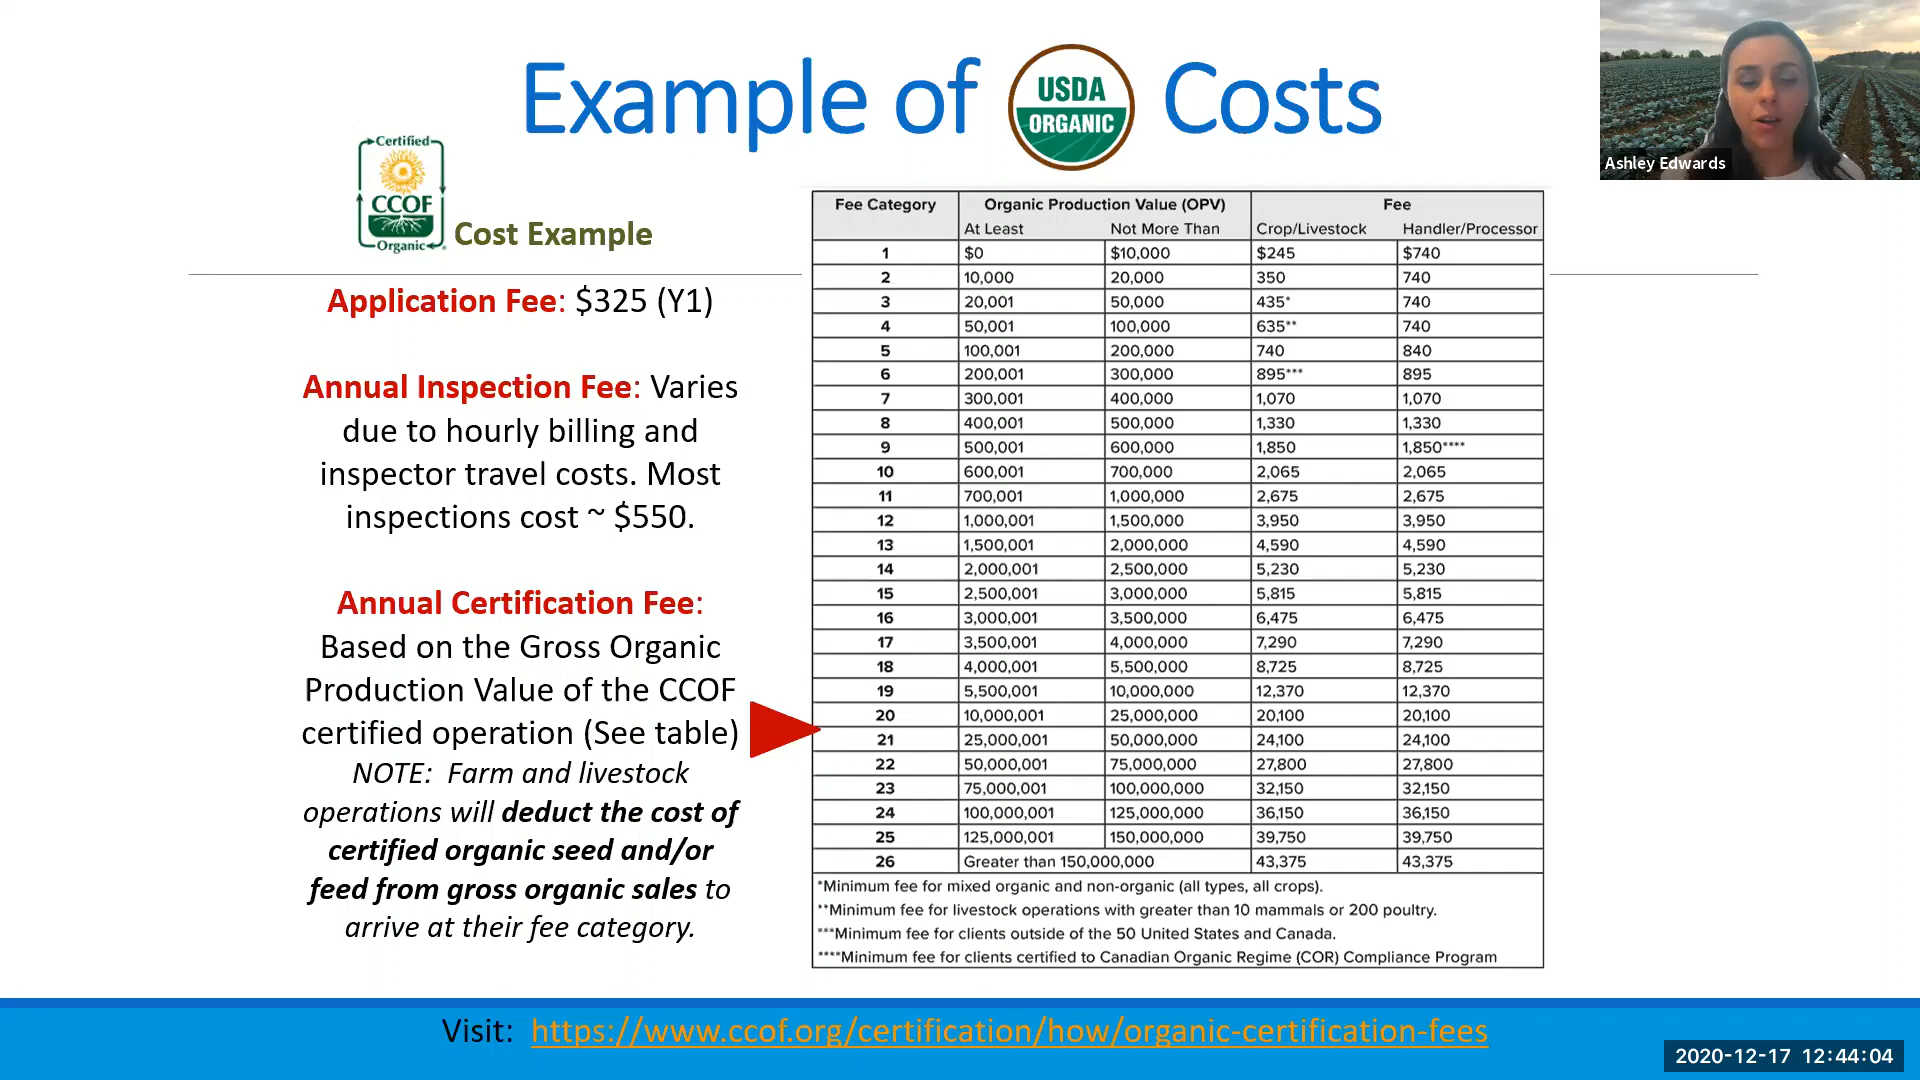 Example of USDA ORGANIC Costs
Ashley Edwards
Certified
CCOF
Organic
Cost Example
Application Fee: $325 (Y1)
Annual Inspection Fee: Varies
due to hourly billing and
inspector travel costs. Most
inspections cost ~ $550.
Annual Certification Fee:
Based on the Gross Organic
Production Value of the CCOF
certified operation (See table)
NOTE: Farm and livestock
operations will deduct the cost of
certified organic seed and/or
feed from gross organic sales to
arrive at their fee category.
Fee Category Organic Production Value (OPV) Fee
At Least Not More Than Crop/Livestock Handler/Processor
1 $0 $10,000 $245 $740
2 10,000 20,000 350 740
3 20,001 50,000 435* 740
4 50,001 100,000 635** 740
5 100,001 200,000 740 840
6 200,001 300,000 895*** 895
7 300,001 400,000 1,070 1,070
8 400,001 500,000 1,330 1,330
9 500,001 600,000 1,850 1,850****
10 600,001 700,000 2,065 2,065
11 700,001 1,000,000 2,675 2,675
12 1,000,001 1,500,000 3,950 3,950
13 1,500,001 2,000,000 4,590 4,590
14 2,000,001 2,500,000 5,230 5,230
15 2,500,001 3,000,000 5,815 5,815
16 3,000,001 3,500,000 6,475 6,475
17 3,500,001 4,000,000 7,290 7,290
18 4,000,001 5,500,000 8,725 8,725
19 5,500,001 10,000,000 12,370 12,370
20 10,000,001 25,000,000 20,100 20,100
21 25,000,001 50,000,000 24,100 24,100
22 50,000,001 75,000,000 27,800 27,800
23 75,000,001 100,000,000 32,150 32,150
24 100,000,001 125,000,000 36,150 36,150
25 125,000,001 150,000,000 39,750 39,750
26 Greater than 150,000,000 43,375 43,375
*Minimum fee for mixed organic and non-organic (all types, all crops).
**Minimum fee for livestock operations with greater than 10 mammals or 200 poultry.
***Minimum fee for clients outside of the 50 United States and Canada.
****Minimum fee for clients certified to Canadian Organic Regime (COR) Compliance Program
Visit: https://www.ccof.org/certification/how/organic-certification-fees
2020-12-17 12:44:04